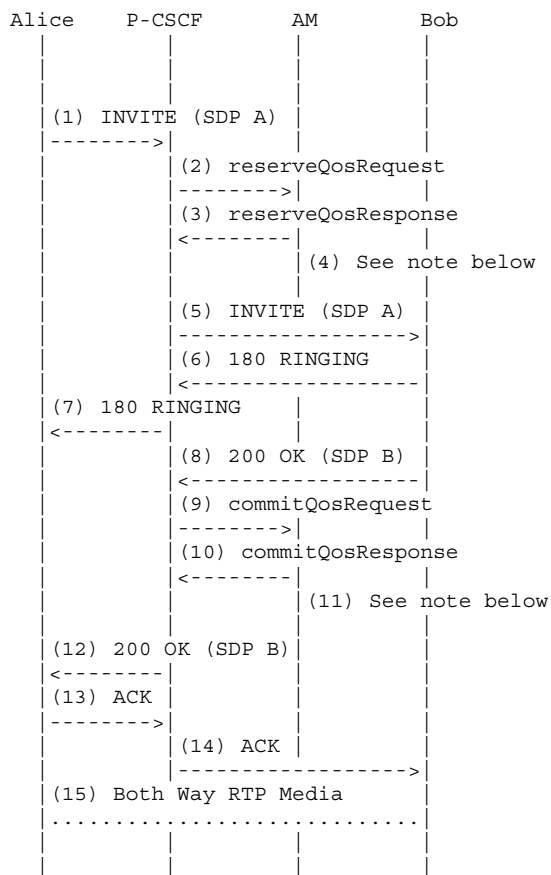 Alice P-CSCF AM Bob
(1) INVITE (SDP A)
(2) reserveQosRequest
(3) reserveQosResponse
(4) See note below
(5) INVITE (SDP A)
(6) 180 RINGING
(7) 180 RINGING
(8) 200 OK (SDP B)
(9) commitQosRequest
(10) commitQosResponse
(11) See note below
(12) 200 OK (SDP B)
(13) ACK
(14) ACK
(15) Both Way RTP Media